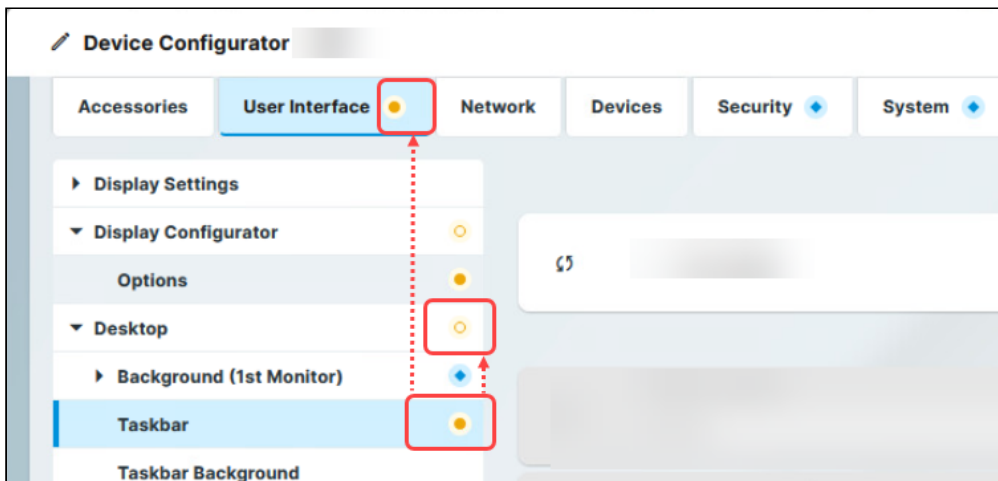 Device Configurator
Accessories User Interface Network Devices Security System
Display Settings
Display Configurator
Options
Desktop
Background (1st Monitor)
Taskbar
Taskbar Background